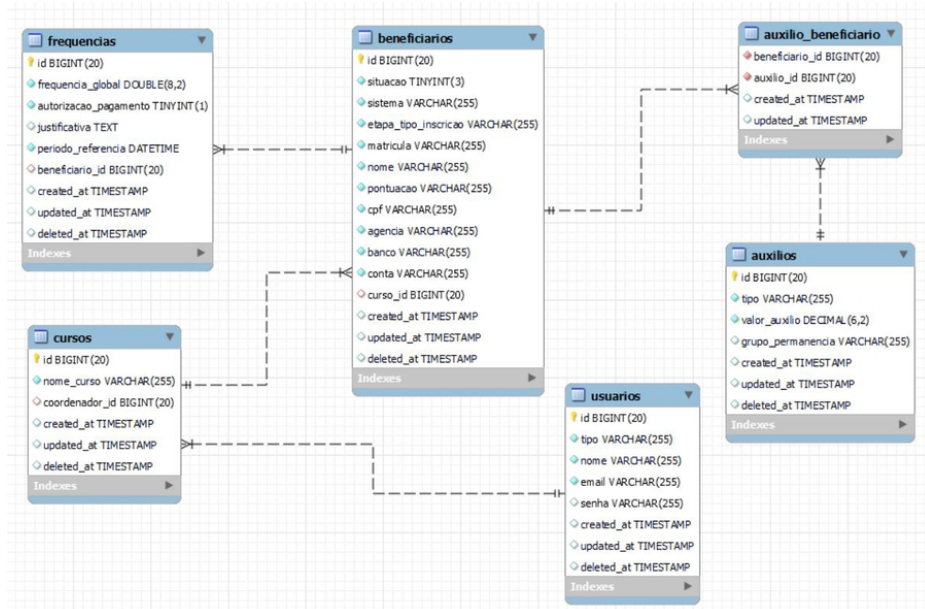 frequencias
id BIGINT(20)
frequencia_global DOUBLE(8,2)
autorizacao_pagamento TINYINT(1)
justificativa TEXT
periodo_referencia DATETIME
beneficiario_id BIGINT(20)
created_at TIMESTAMP
updated_at TIMESTAMP
deleted_at TIMESTAMP
Indexes
beneficiarios
id BIGINT(20)
situacao TINYINT(3)
sistema VARCHAR(255)
etapa_tipo_inscricao VARCHAR(255)
matricula VARCHAR(255)
nome VARCHAR(255)
pontuacao VARCHAR(255)
cpf VARCHAR(255)
agencia VARCHAR(255)
banco VARCHAR(255)
conta VARCHAR(255)
curso_id BIGINT(20)
created_at TIMESTAMP
updated_at TIMESTAMP
deleted_at TIMESTAMP
Indexes
auxilio_beneficiario
beneficiario_id BIGINT(20)
auxilio_id BIGINT(20)
created_at TIMESTAMP
updated_at TIMESTAMP
Indexes
auxilios
id BIGINT(20)
tipo VARCHAR(255)
valor_auxilio DECIMAL(6,2)
grupo_permanencia VARCHAR(255)
created_at TIMESTAMP
updated_at TIMESTAMP
deleted_at TIMESTAMP
Indexes
cursos
id BIGINT(20)
nome_curso VARCHAR(255)
coordenador_id BIGINT(20)
created_at TIMESTAMP
updated_at TIMESTAMP
deleted_at TIMESTAMP
Indexes
usuarios
id BIGINT(20)
tipo VARCHAR(255)
nome VARCHAR(255)
email VARCHAR(255)
senha VARCHAR(255)
created_at TIMESTAMP
updated_at TIMESTAMP
deleted_at TIMESTAMP
Indexes